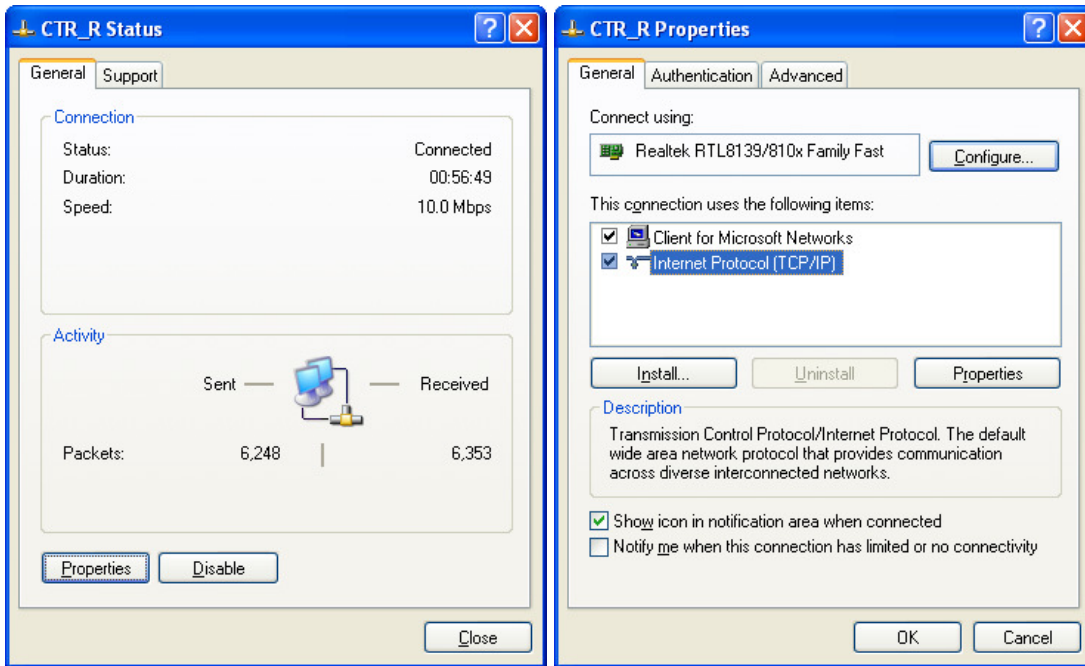 CTR_R Status
General Support
Connection
Status: Connected
Duration: 00:56:49
Speed: 10.0 Mbps
Activity
Sent Received
Packets: 6,248 6,353
Properties Disable
Close
CTR_R Properties
General Authentication Advanced
Connect using:
Realtek RTL8139/810x Family Fast
Configure...
This connection uses the following items:
Client for Microsoft Networks
Internet Protocol (TCP/IP)
Install... Uninstall Properties
Description
Transmission Control Protocol/Internet Protocol. The default
wide area network protocol that provides communication
across diverse interconnected networks.
Show icon in notification area when connected
Notify me when this connection has limited or no connectivity
OK Cancel